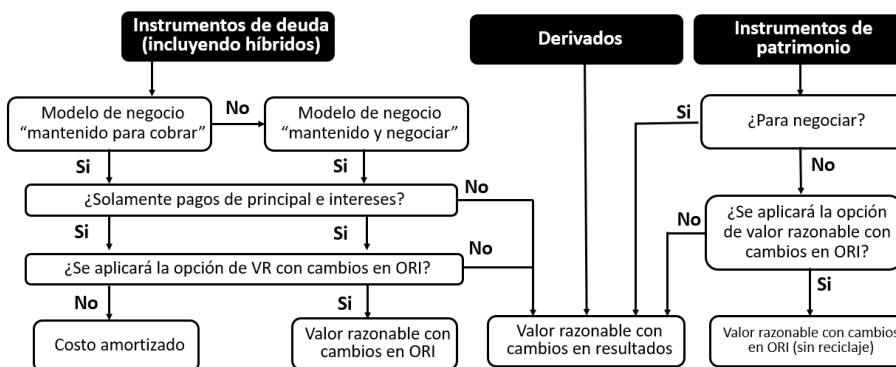 Instrumentos de deuda
(incluyendo híbridos)
Derivados
Instrumentos de
patrimonio
Modelo de negocio
“mantenido para cobrar”
No
Modelo de negocio
“mantenido y negociar”
Si
¿Para negociar?
Si
Si
No
¿Solamente pagos de principal e intereses?
No
¿Se aplicará la opción
de valor razonable con
cambios en ORI?
No
Si
Si
No
¿Se aplicará la opción de VR con cambios en ORI?
No
Si
Si
Costo amortizado
Valor razonable con
cambios en ORI
Valor razonable con
cambios en resultados
Valor razonable con cambios
en ORI (sin reciclaje)